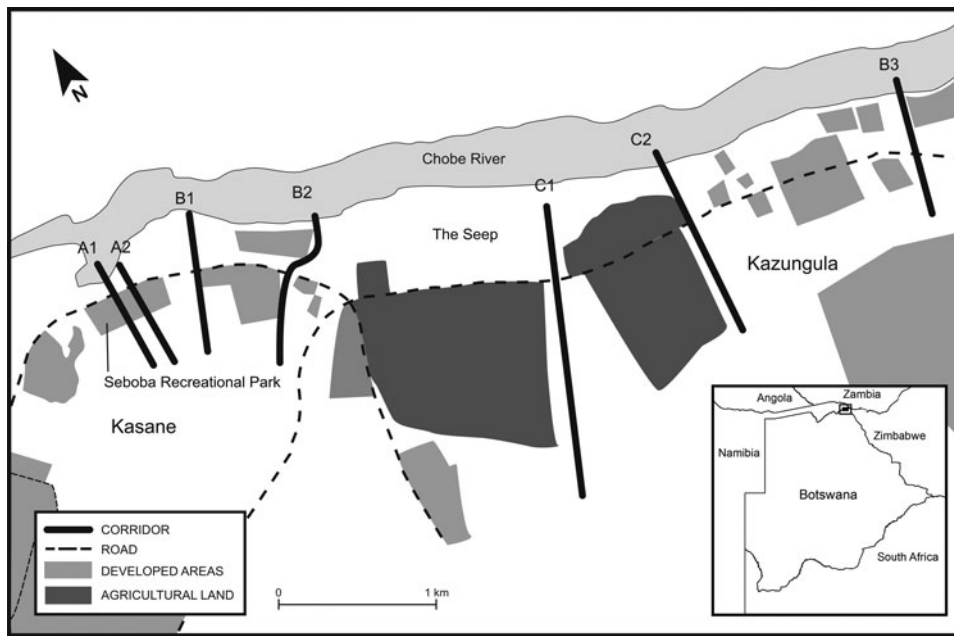 N
B3
C2
Chobe River
B1
B2
C1
A1
A2
The Seep
Kazungula
Seboba Recreational Park
Kasane
CORRIDOR
ROAD
DEVELOPED AREAS
AGRICULTURAL LAND
0
1 km
Angola
Zambia
Namibia
Zimbabwe
Botswana
South Africa